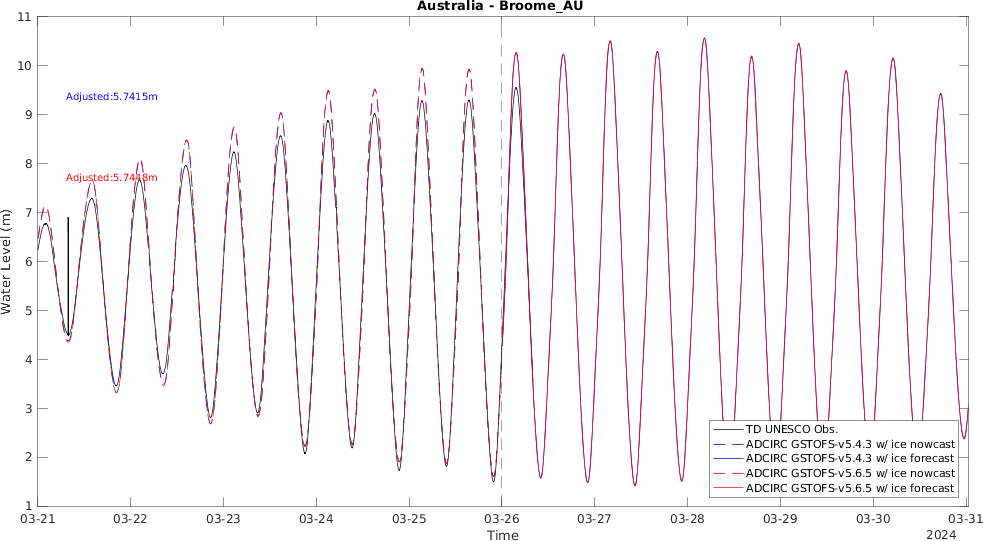 Australia - Broome_AU
11
10
9
8
7
6
5
4
3
2
1
Water Level (m)
Adjusted:5.7415m
Adjusted:5.7448m
TD UNESCO Obs.
ADCIRC GSTOFS-v5.4.3 w/ ice nowcast
ADCIRC GSTOFS-v5.4.3 w/ ice forecast
ADCIRC GSTOFS-v5.6.5 w/ ice nowcast
ADCIRC GSTOFS-v5.6.5 w/ ice forecast
03-21 03-22 03-23 03-24 03-25 03-26 03-27 03-28 03-29 03-30 03-31
Time
2024